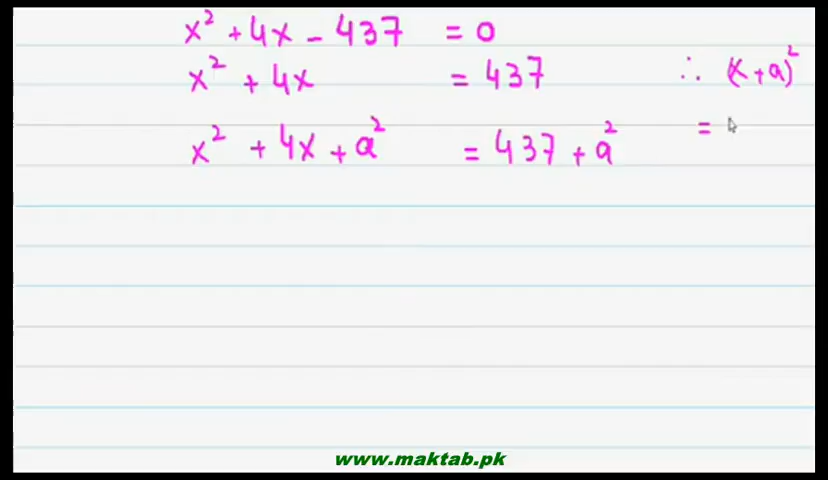 x² + 4x - 437 = 0
x² + 4x = 437 ∴ (x + a)²
=
x² + 4x + a² = 437 + a²
www.maktab.pk